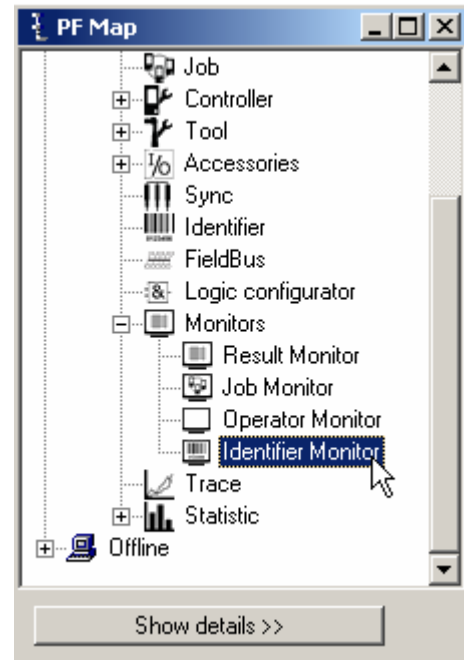 PF Map
Job
Controller
Tool
I/O Accessories
Sync
Identifier
FieldBus
& Logic configurator
Monitors
Result Monitor
Job Monitor
Operator Monitor
Identifier Monitor
Trace
Statistic
Offline
Show details >>